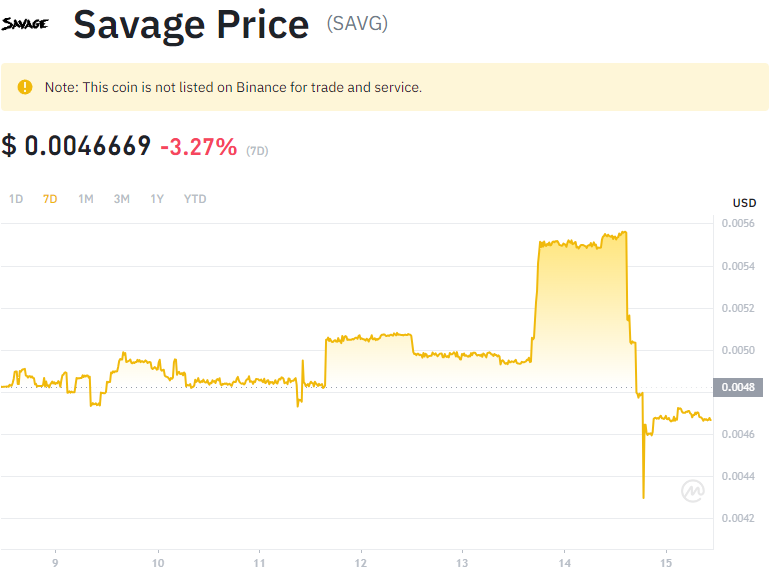 SAVAGE Savage Price (SAVG)
Note: This coin is not listed on Binance for trade and service.
$ 0.0046669 -3.27% (7D)
1D 7D 1M 3M 1Y YTD
USD
0.0056
0.0054
0.0052
0.0050
0.0048
0.0046
0.0044
0.0042
9 10 11 12 13 14 15